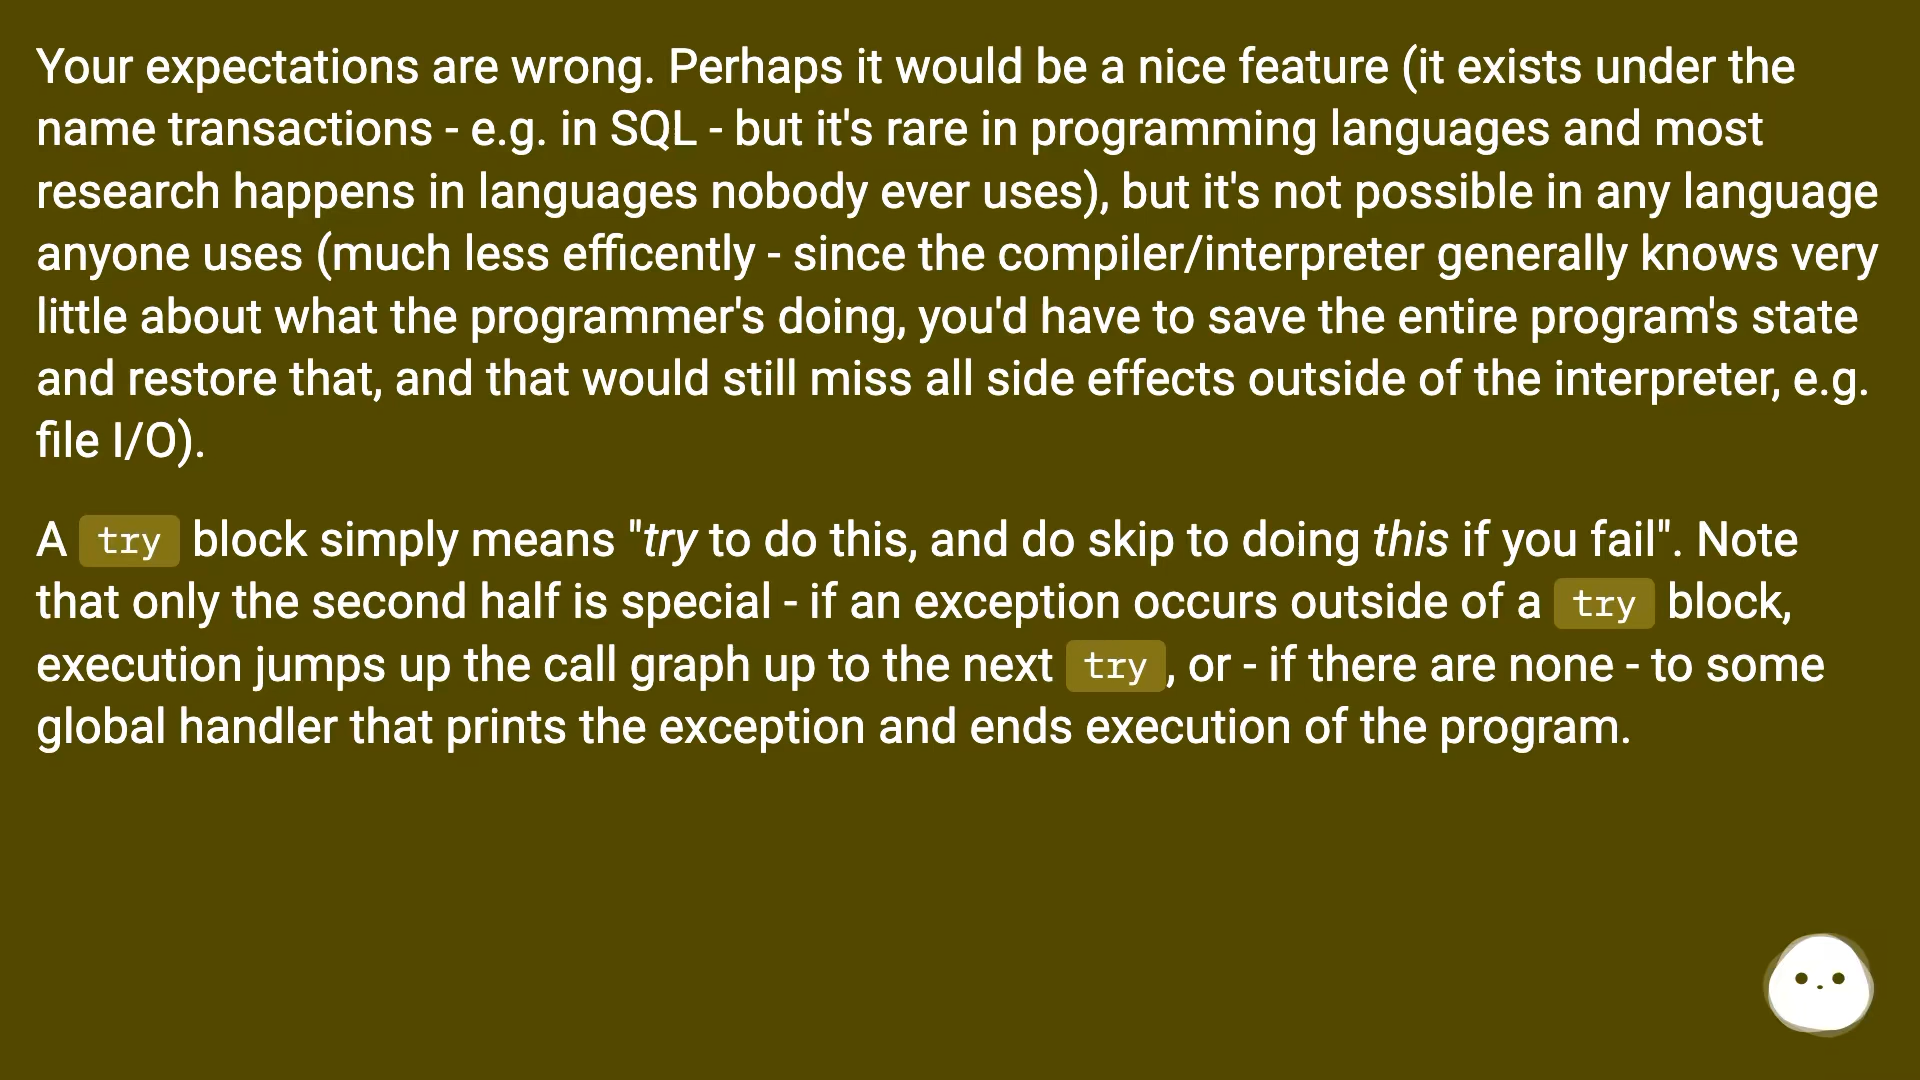 Your expectations are wrong. Perhaps it would be a nice feature (it exists under the
name transactions - e.g. in SQL - but it's rare in programming languages and most
research happens in languages nobody ever uses), but it's not possible in any language
anyone uses (much less efficently - since the compiler/interpreter generally knows very
little about what the programmer's doing, you'd have to save the entire program's state
and restore that, and that would still miss all side effects outside of the interpreter, e.g.
file I/O).
A try block simply means "try to do this, and do skip to doing this if you fail". Note
that only the second half is special - if an exception occurs outside of a try block,
execution jumps up the call graph up to the next try, or - if there are none - to some
global handler that prints the exception and ends execution of the program.